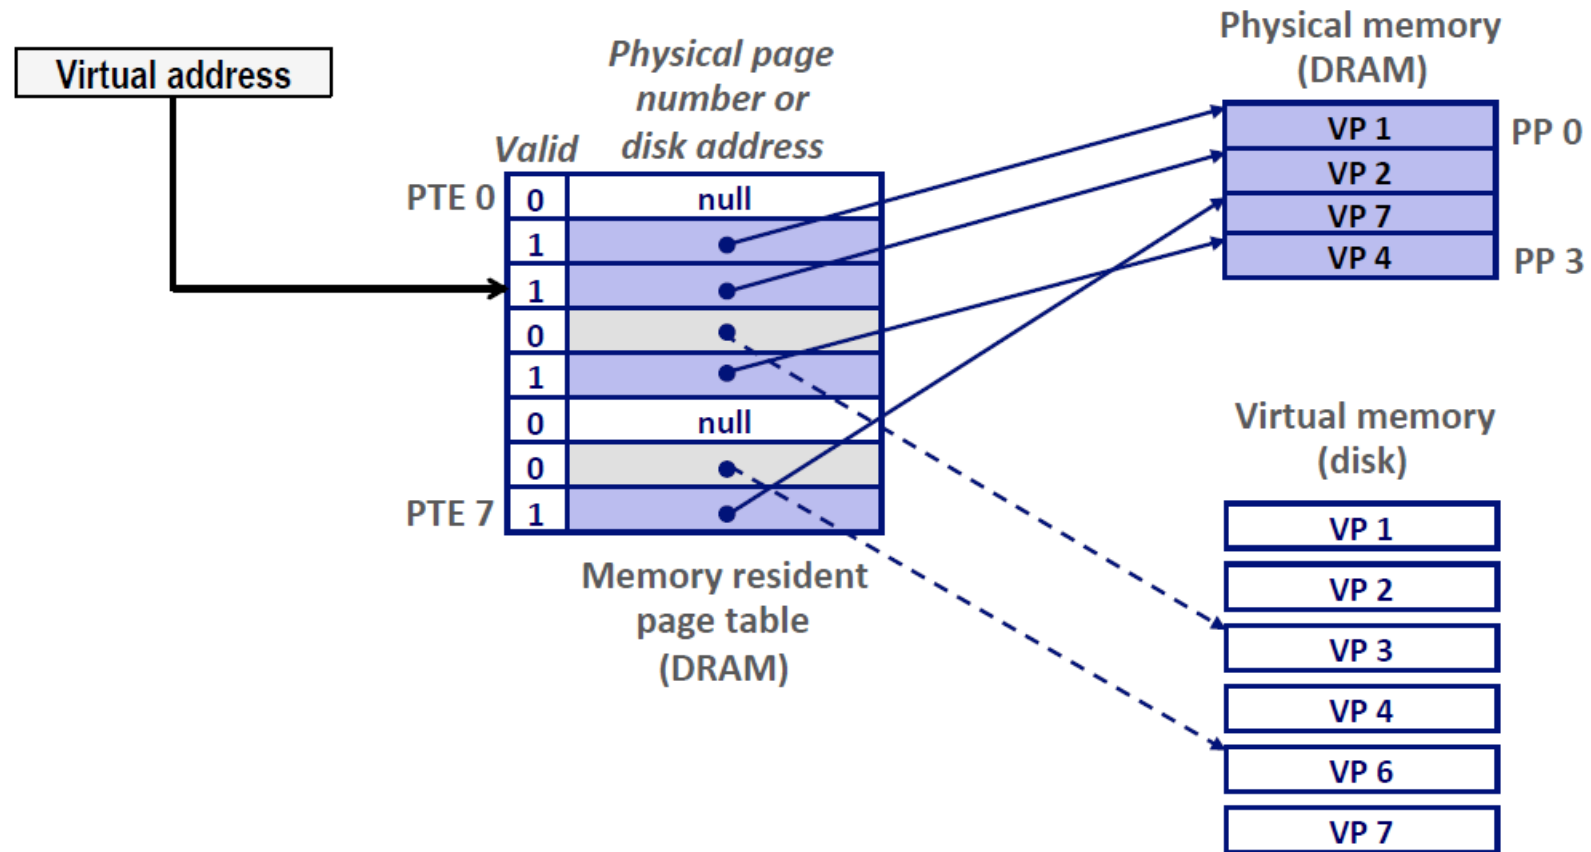 Virtual address
Physical page
number or
disk address
Valid
PTE 0
0
null
1
1
0
1
0
null
0
PTE 7
1
Memory resident
page table
(DRAM)
Physical memory
(DRAM)
VP 1
PP 0
VP 2
VP 7
VP 4
PP 3
Virtual memory
(disk)
VP 1
VP 2
VP 3
VP 4
VP 6
VP 7